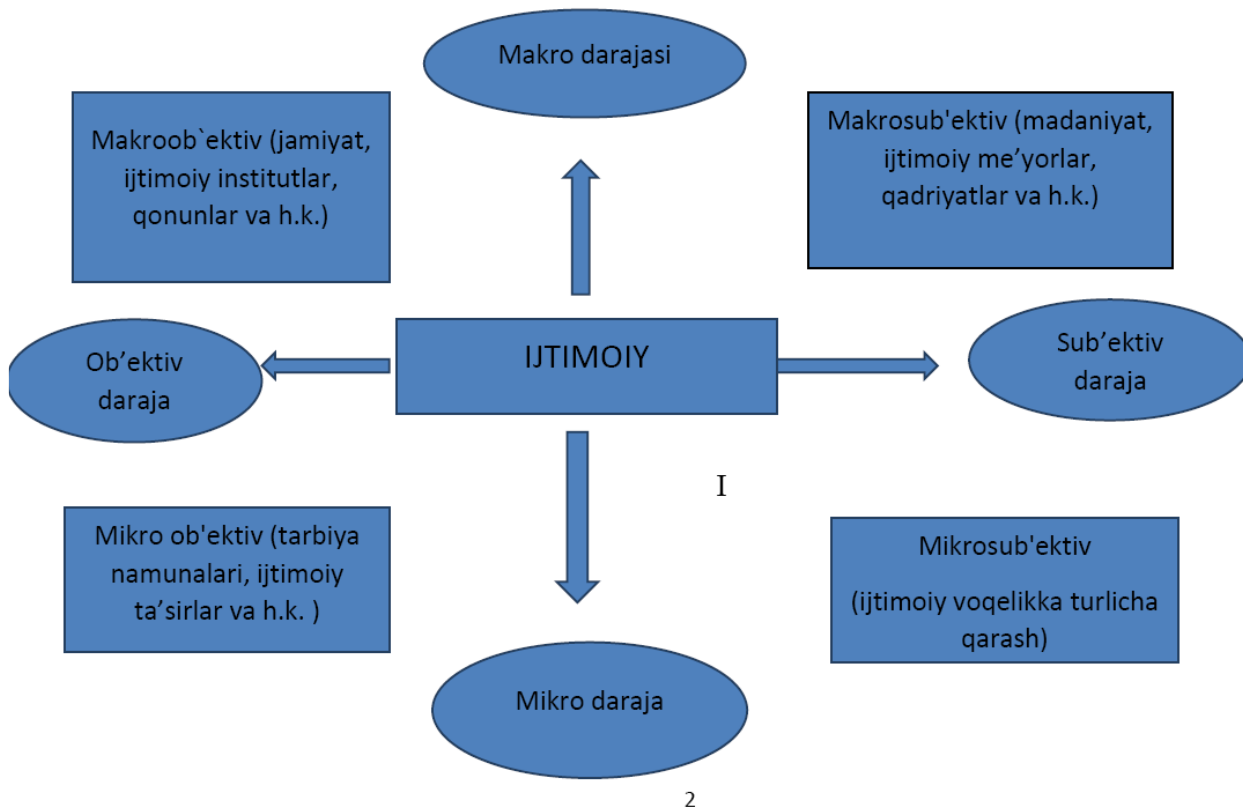 Makro darajasi
Makroob`ektiv (jamiyat,
ijtimoiy institutlar,
qonunlar va h.k.)
Makrosub'ektiv (madaniyat,
ijtimoiy me’yorlar,
qadriyatlar va h.k.)
Ob’ektiv
daraja
IJTIMOIY
Sub’ektiv
daraja
I
Mikro ob'ektiv (tarbiya
namunalari, ijtimoiy
ta’sirlar va h.k. )
Mikrosub'ektiv
(ijtimoiy voqelikka turlicha
qarash)
Mikro daraja
2